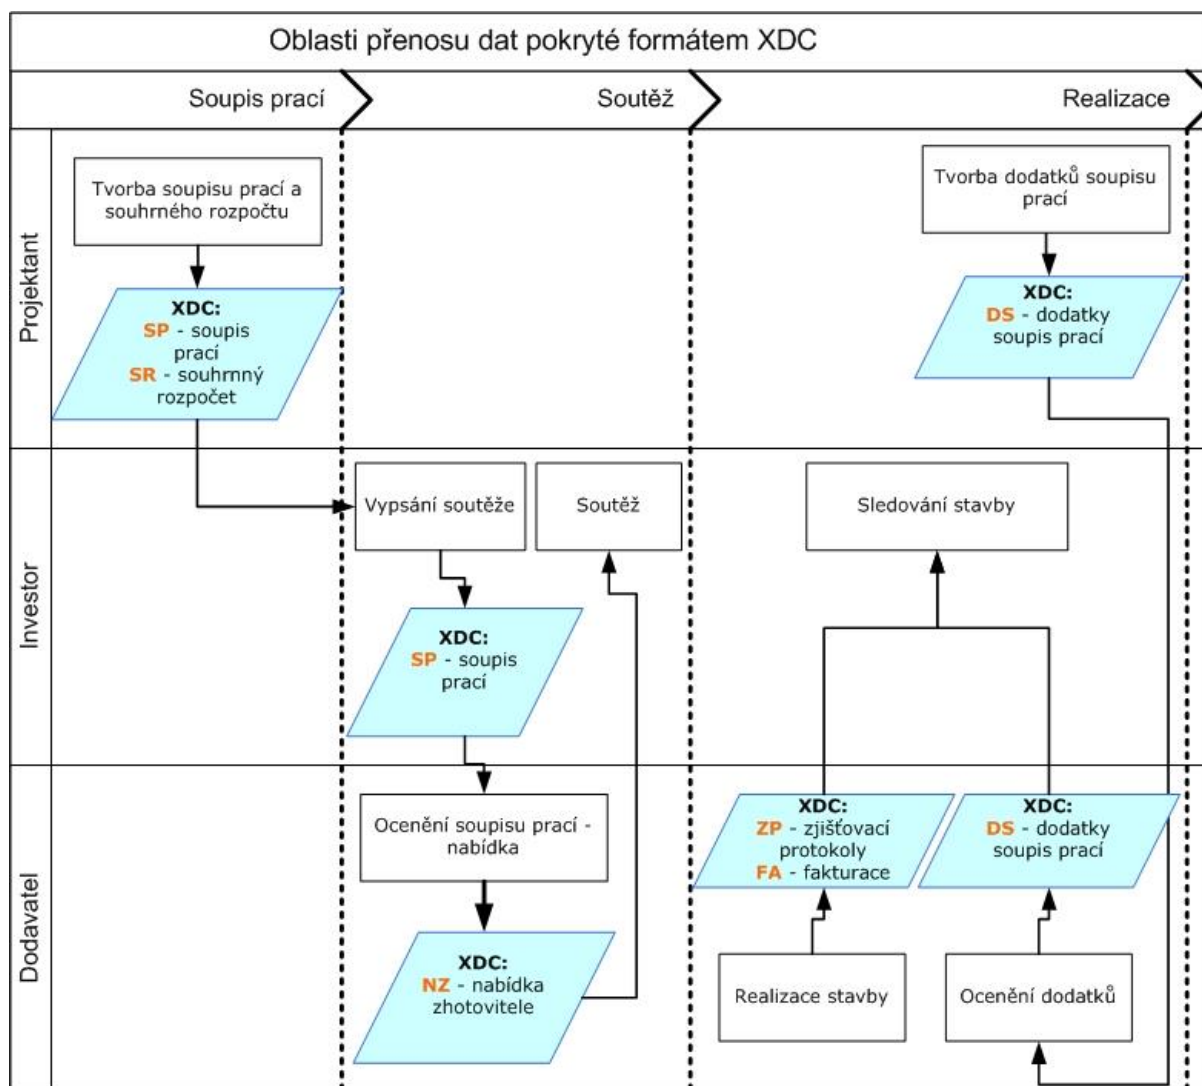 Oblasti přenosu dat pokryté formátem XDC
Soupis prací
Soutěž
Realizace
Projektant
Tvorba soupisu prací a
souhrného rozpočtu
XDC:
SP - soupis
prací
SR - souhrnný
rozpočet
Tvorba dodatků soupisu
prací
XDC:
DS - dodatky
soupis prací
Investor
Vypsání soutěže
Soutěž
Sledování stavby
XDC:
SP - soupis
prací
Dodavatel
Ocenění soupisu prací -
nabídka
XDC:
NZ - nabídka
zhotovitele
XDC:
ZP - zjišťovací
protokoly
FA - fakturace
XDC:
DS - dodatky
soupis prací
Realizace stavby
Ocenění dodatků